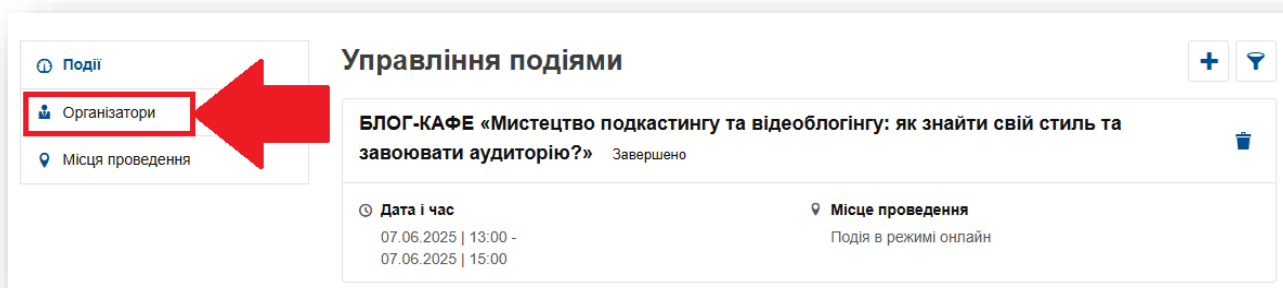 Події
Організатори
Місця проведення
Управління подіями
БЛОГ-КАФЕ «Мистецтво подкастингу та відеоблогінгу: як знайти свій стиль та
завоювати аудиторію?» Завершено
Дата і час
07.06.2025 | 13:00 -
07.06.2025 | 15:00
Місце проведення
Подія в режимі онлайн